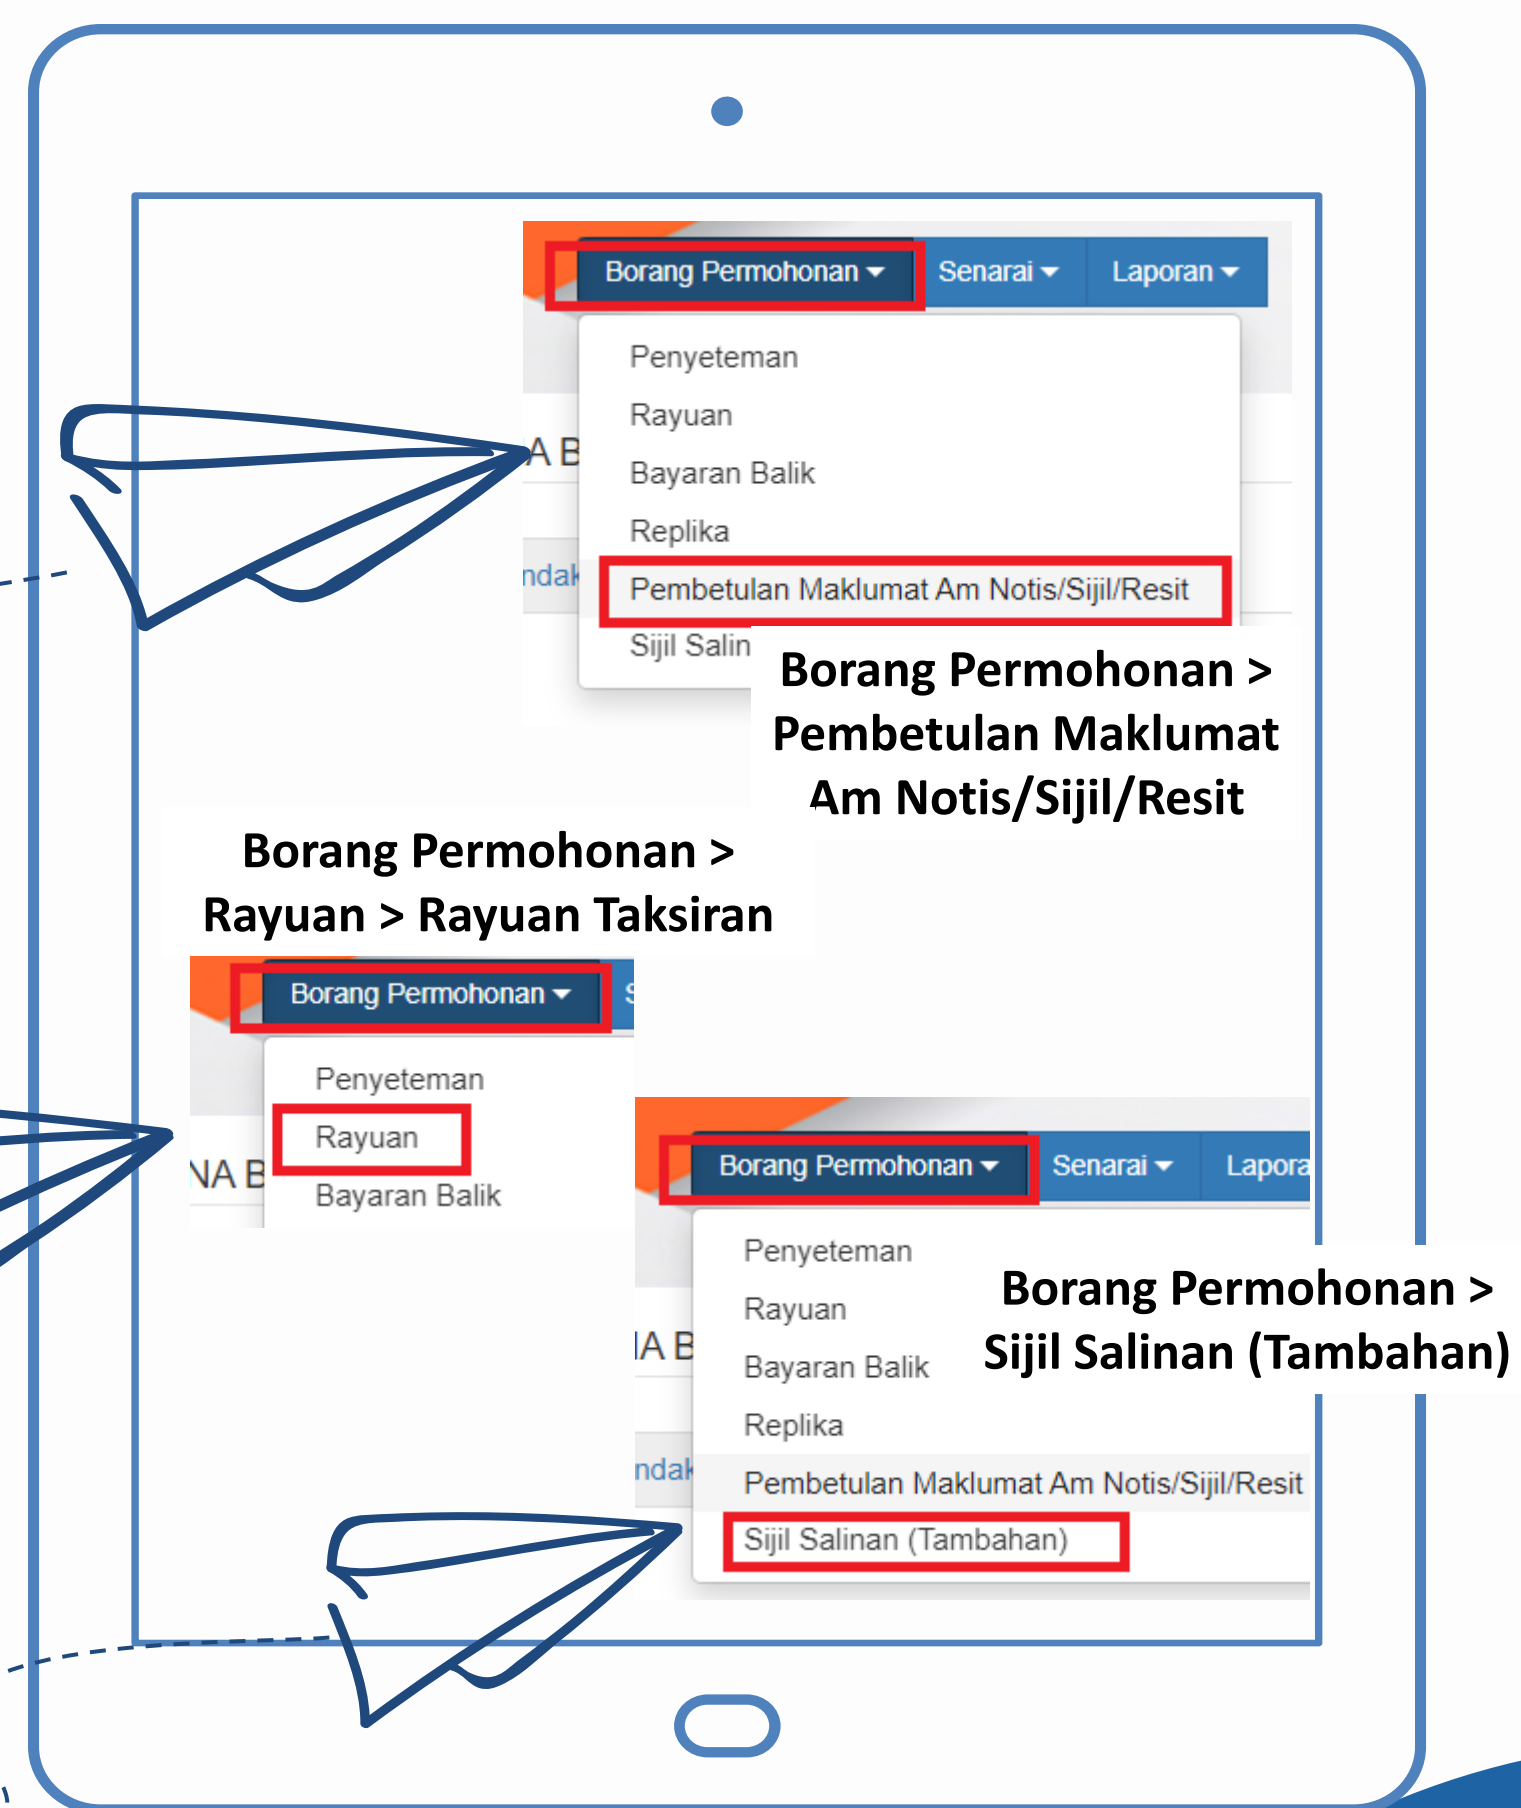 Borang Permohonan Senarai Laporan
Penyeteman
Rayuan
Bayaran Balik
Replika
Pembetulan Maklumat Am Notis/Sijil/Resit
Sijil
Borang Permohonan >
Pembetulan Maklumat
Am Notis/Sijil/Resit
Borang Permohonan >
Rayuan > Rayuan Taksiran
Borang Permohonan
Penyeteman
Rayuan
Bayaran Balik
Borang Permohonan Senarai
Penyeteman
Rayuan
Bayaran Balik
Replika
Pembetulan Maklumat Am Notis/Sijil/Resit
Sijil Salinan (Tambahan)
Borang Permohonan >
Sijil Salinan (Tambahan)